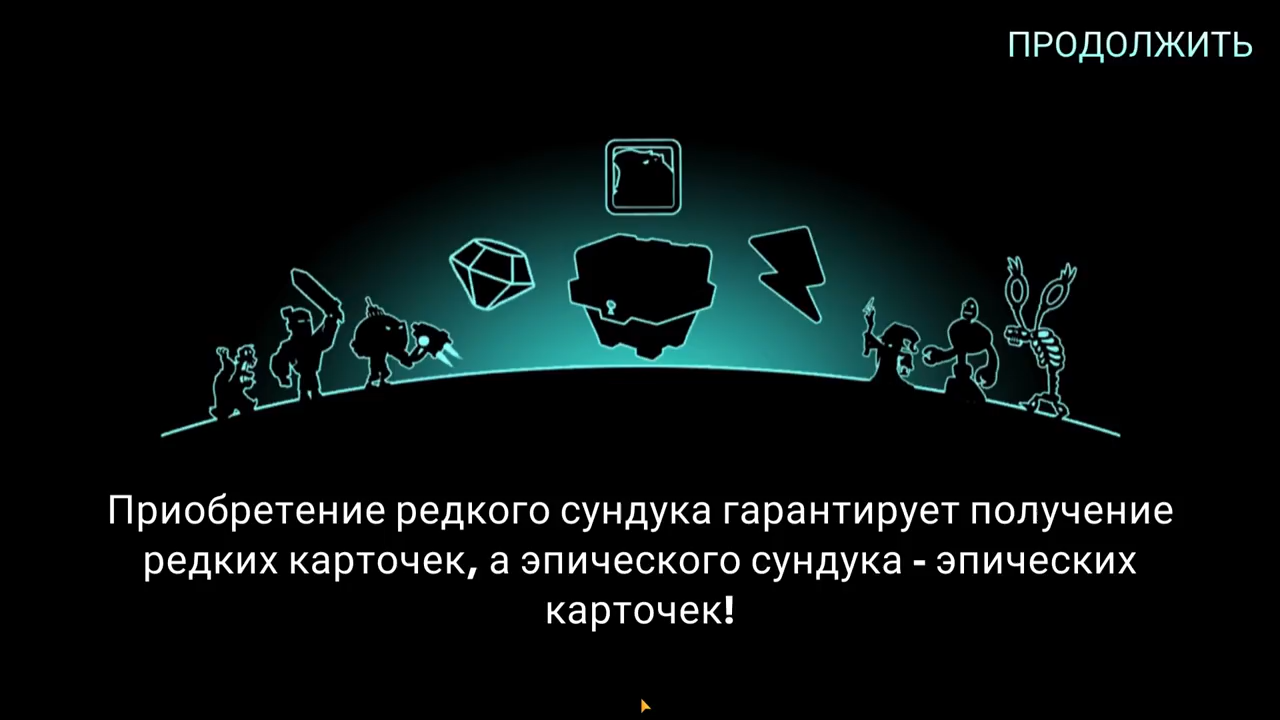 ПРОДОЛЖИТЬ
Приобретение редкого сундука гарантирует получение
редких карточек, а эпического сундука - эпических
карточек!